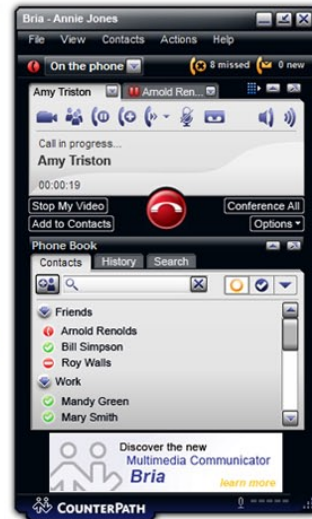 Bria - Annie Jones
File View Contacts Actions Help
On the phone 8 missed 0 new
Amy Triston Arnold Ren...
Call in progress...
Amy Triston
00:00:19
Stop My Video Conference All
Add to Contacts Options
Phone Book
Contacts History Search
Friends
Arnold Renolds
Bill Simpson
Roy Walls
Work
Mandy Green
Mary Smith
Discover the new
Multimedia Communicator
Bria learn more
COUNTERPATH